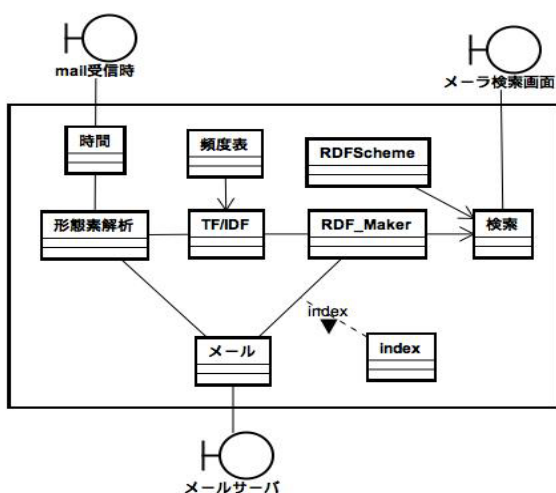 mail受信時
メーラ検索画面
時間
頻度表
RDFScheme
形態素解析
TF/IDF
RDF_Maker
検索
index
メール
index
メールサーバ